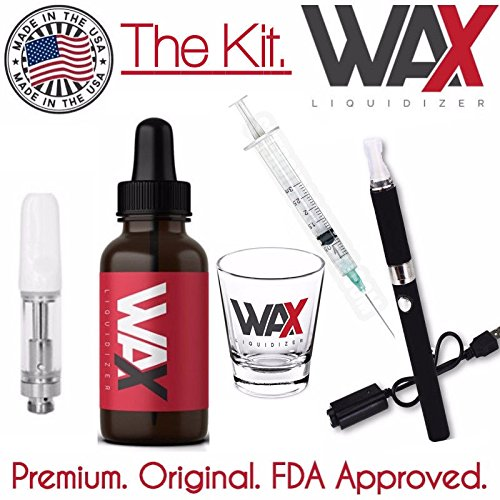 MADE IN THE USA
MADE IN THE USA
The Kit.
WAX
LIQUIDIZER
WAX
LIQUIDIZER
WAX
LIQUIDIZER
Premium. Original. FDA Approved.